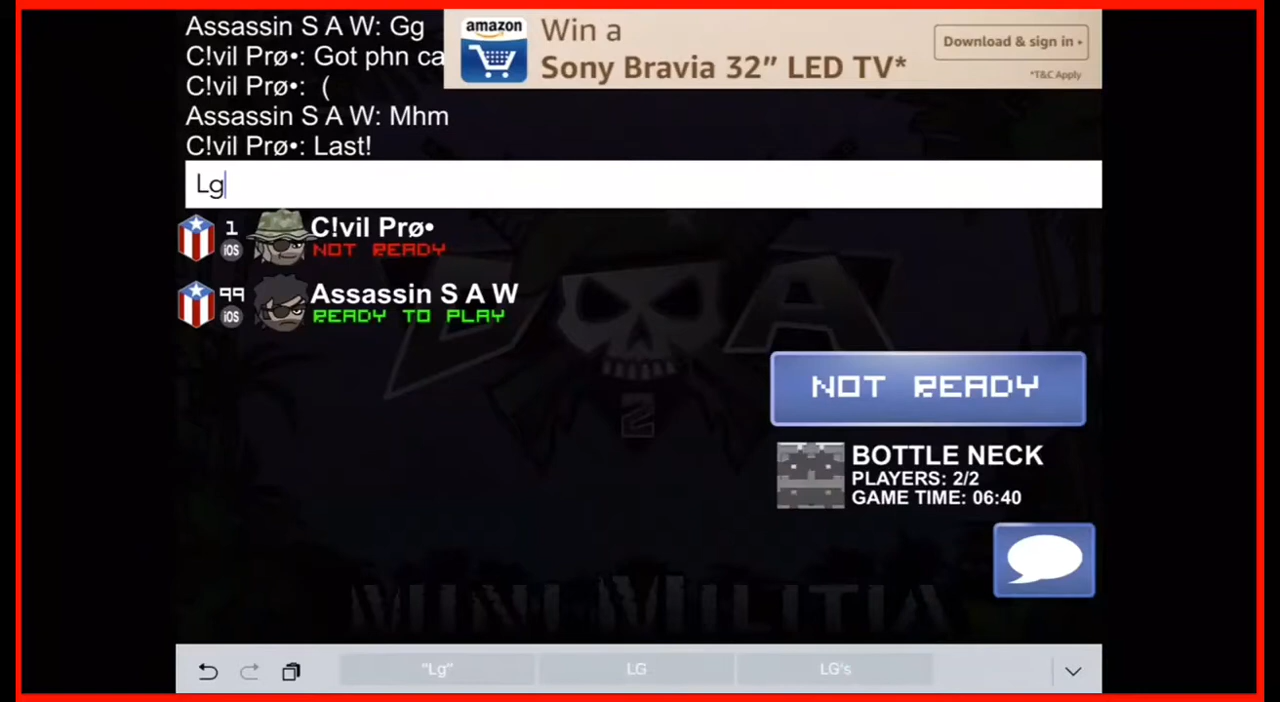 Assassin S A W: Gg
C!vil Prø•: Got phn ca
C!vil Prø•: (
Assassin S A W: Mhm
C!vil Prø•: Last!
amazon
Win a
Sony Bravia 32" LED TV*
Download & sign in
*T&C Apply
Lg
1
iOS
C!vil Prø•
NOT READY
99
iOS
Assassin S A W
READY TO PLAY
DA
2
NOT READY
BOTTLE NECK
PLAYERS: 2/2
GAME TIME: 06:40
MINI MILITIA
"Lg"
LG
LG's